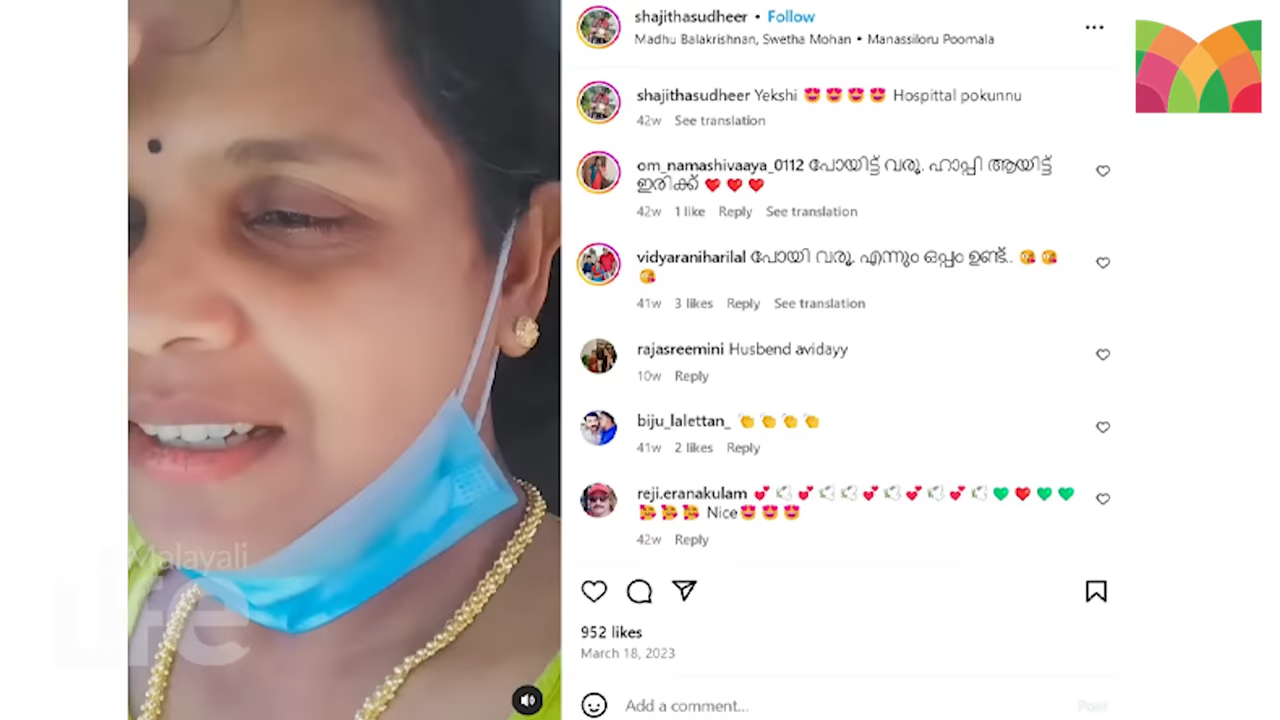 shajithasudheer • Follow
Madhu Balakrishnan, Swetha Mohan • Manassiloru Poomala
shajithasudheer Yekshi 😍 😍 😍 😍 Hospittal pokunnu
42w See translation
om_namashivaaya_0112 പോയിട്ട് വരൂ. ഹാപ്പി ആയിട്ട്
ഇരിക്ക് ❤️ ❤️ ❤️
42w 1 like Reply See translation
vidyaraniharilal പോയി വരൂ. എന്നും ഒപ്പം ഉണ്ട്.. 😘 😘
😘
41w 3 likes Reply See translation
rajasreemini Husbend avidayy
10w Reply
biju_lalettan_ 👏 👏 👏 👏
41w 2 likes Reply
reji.eranakulam 💕 🕊 💕 🕊 🕊 💕 🕊 💕 🕊 💕 🕊 💚 ❤️ 💚 💚
🥰 🥰 🥰 Nice😍 😍 😍
42w Reply
952 likes
March 18, 2023
Add a comment...
Post
Malayali
life